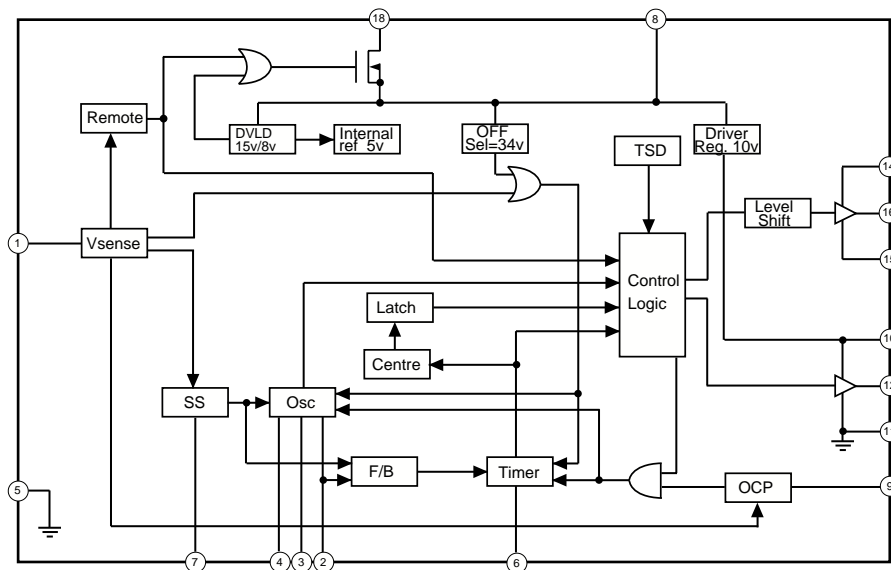 18
8
Remote
DVLD
15v/8v
Internal
ref 5v
OFF
Sel=34v
TSD
Driver
Reg. 10v
14
1
Vsense
Level
Shift
16
15
Control
Logic
Latch
Centre
10
12
11
SS
Osc
F/B
Timer
OCP
9
5
7
4
3
2
6